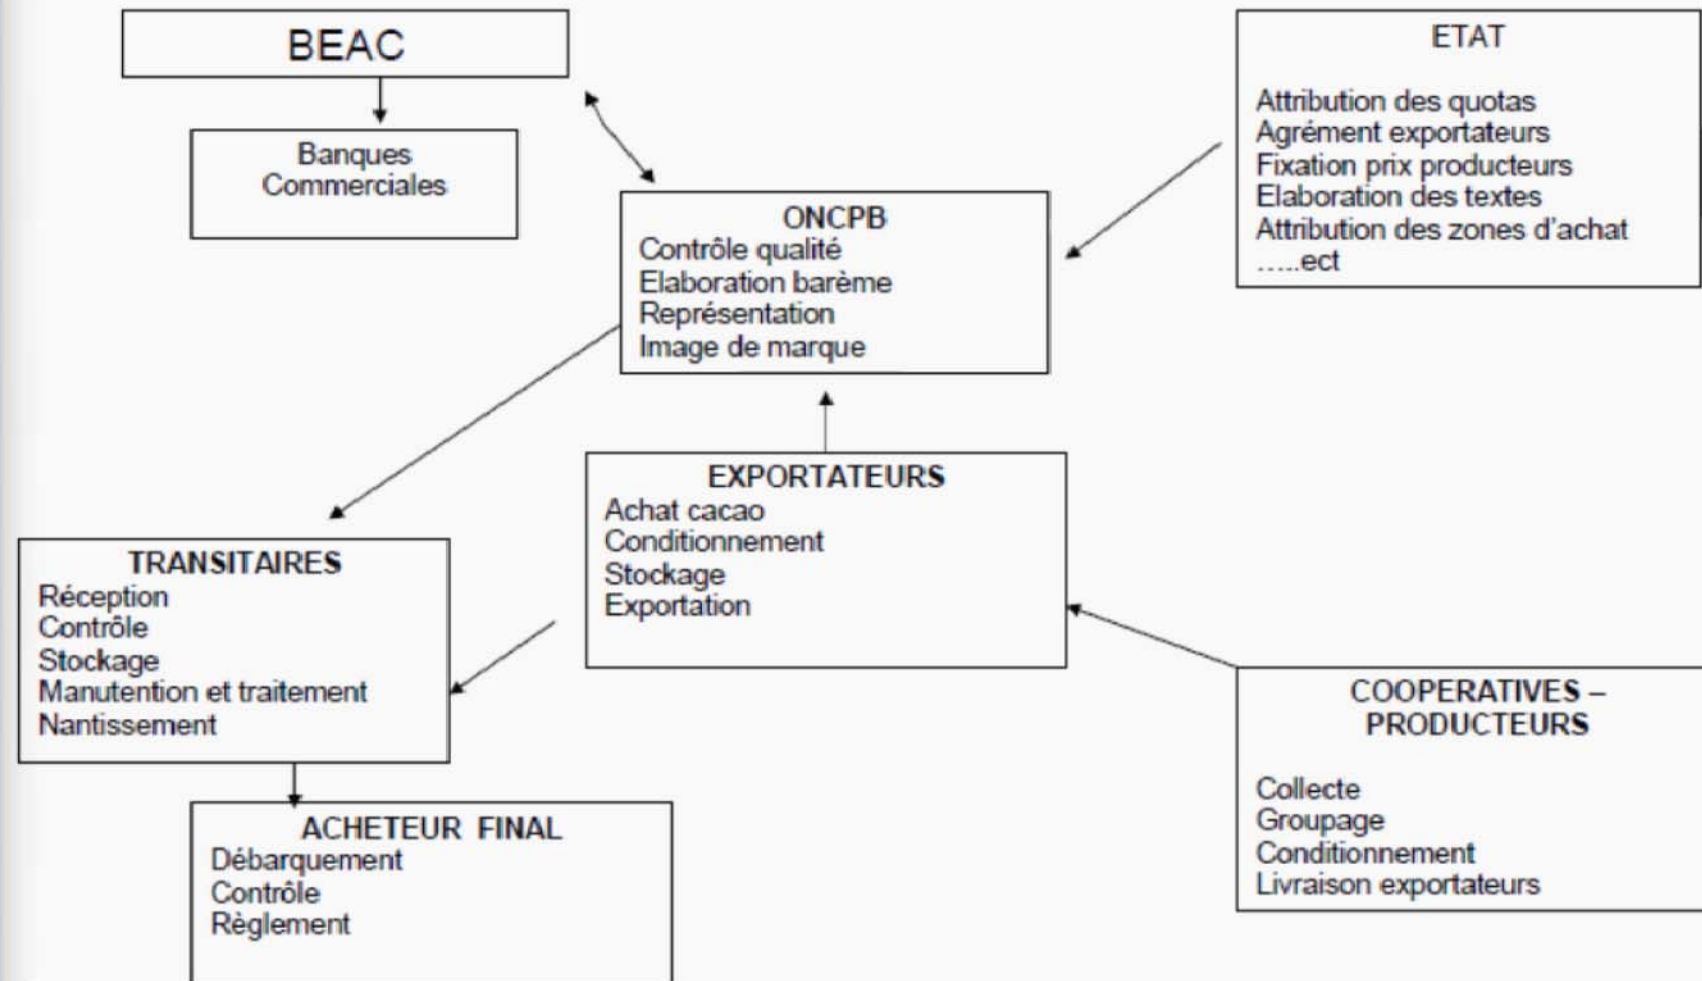 BEAC
Banques
Commerciales
ETAT
Attribution des quotas
Agrément exportateurs
Fixation prix producteurs
Elaboration des textes
Attribution des zones d'achat
.....ect
ONCPB
Contrôle qualité
Elaboration barème
Représentation
Image de marque
EXPORTATEURS
Achat cacao
Conditionnement
Stockage
Exportation
TRANSITAIRES
Réception
Contrôle
Stockage
Manutention et traitement
Nantissement
COOPERATIVES –
PRODUCTEURS
Collecte
Groupage
Conditionnement
Livraison exportateurs
ACHETEUR FINAL
Débarquement
Contrôle
Règlement